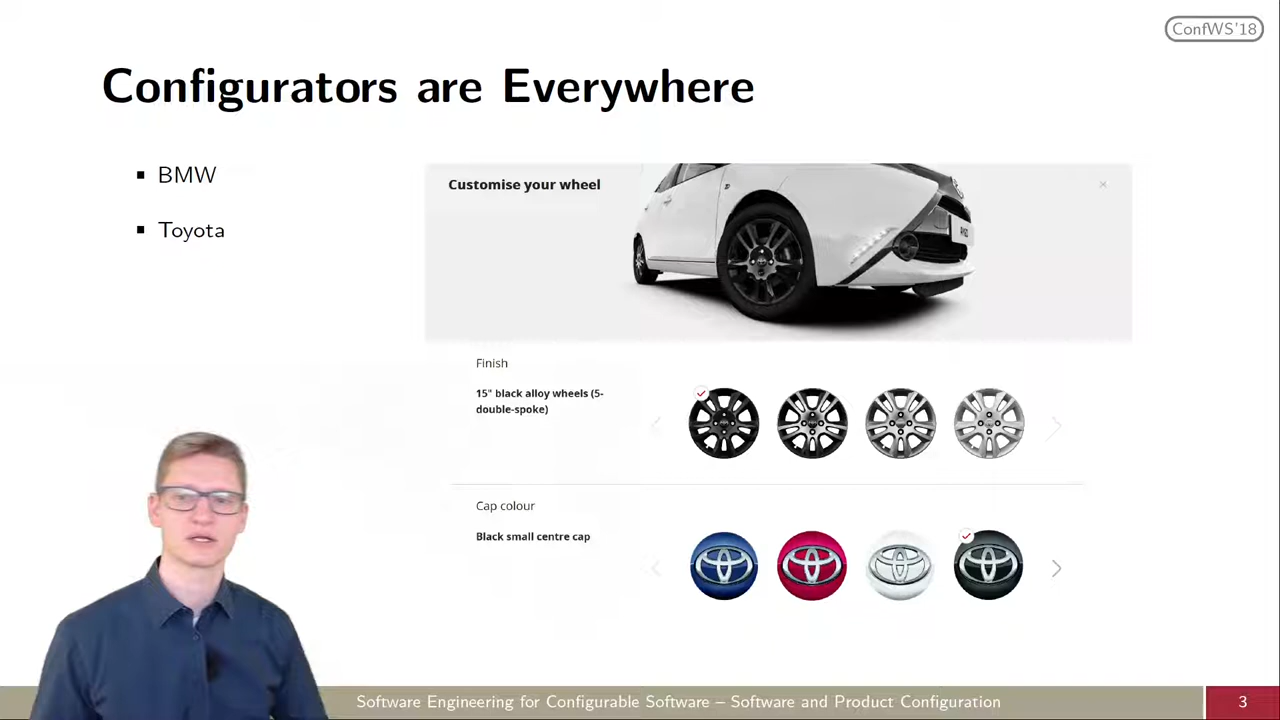 ConfWS'18
Configurators are Everywhere
▪ BMW
▪ Toyota
Customise your wheel
Finish
15" black alloy wheels (5-
double-spoke)
Cap colour
Black small centre cap
Software Engineering for Configurable Software – Software and Product Configuration
3